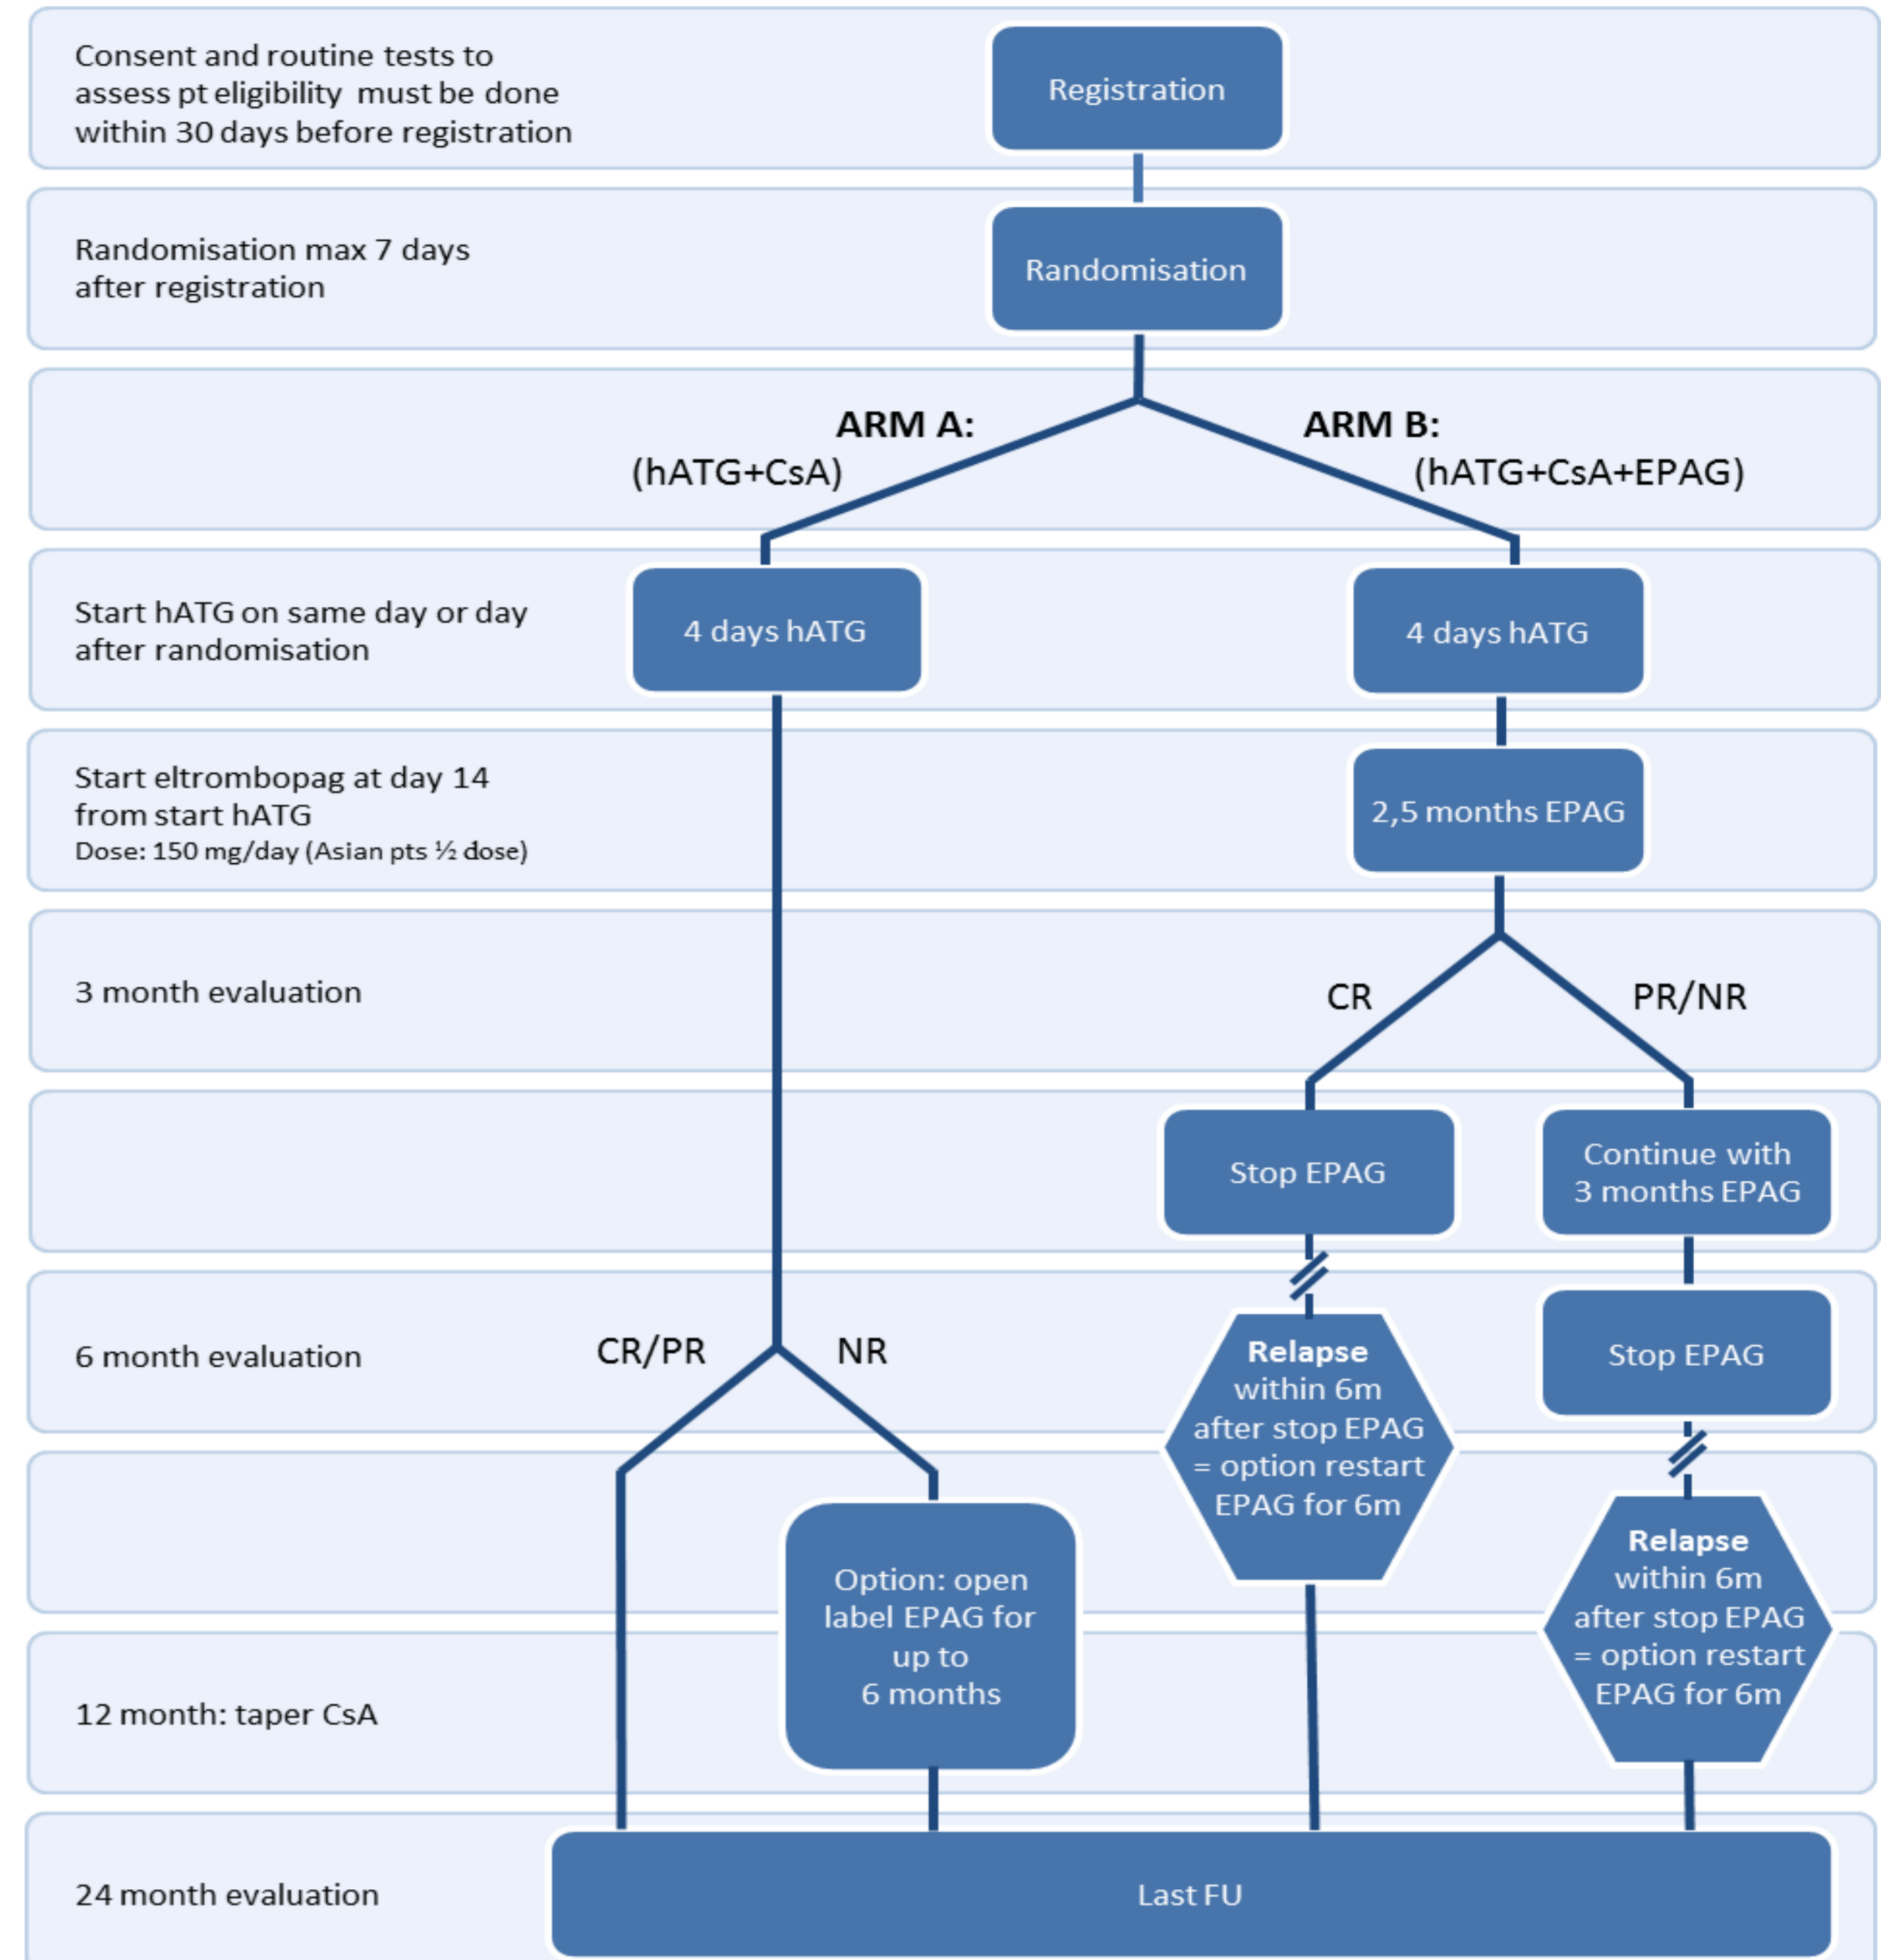 Consent and routine tests to
assess pt eligibility must be done
within 30 days before registration
Registration
Randomisation max 7 days
after registration
Randomisation
ARM A:
(hATG+CsA)
ARM B:
(hATG+CsA+EPAG)
Start hATG on same day or day
after randomisation
4 days hATG
4 days hATG
Start eltrombopag at day 14
from start hATG
Dose: 150 mg/day (Asian pts ½ dose)
2,5 months EPAG
3 month evaluation
CR
PR/NR
Stop EPAG
Continue with
3 months EPAG
6 month evaluation
CR/PR
NR
Relapse
within 6m
after stop EPAG
= option restart
EPAG for 6m
Stop EPAG
Option: open
label EPAG for
up to
6 months
Relapse
within 6m
after stop EPAG
= option restart
EPAG for 6m
12 month: taper CsA
24 month evaluation
Last FU